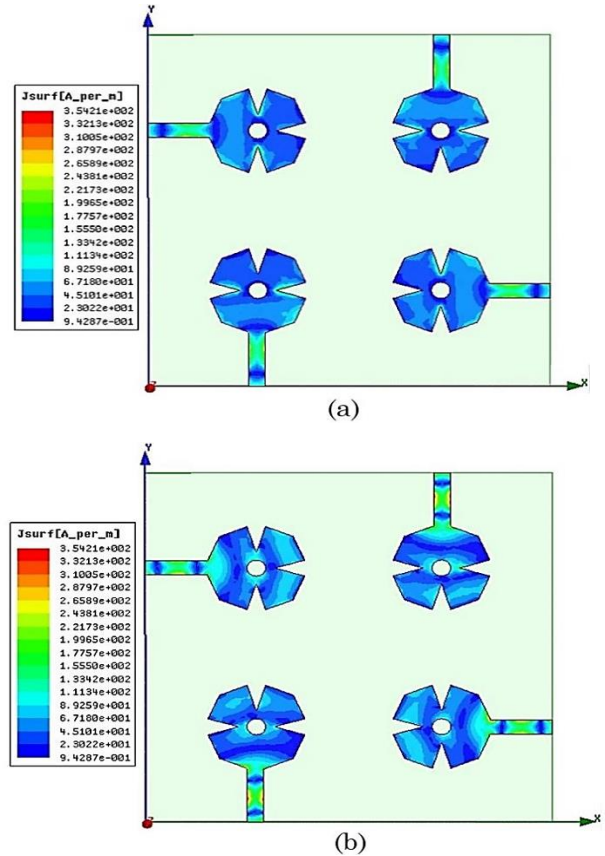 Y
Jsurf[A_per_m]
3.5421e+002
3.3213e+002
3.1005e+002
2.8797e+002
2.6589e+002
2.4381e+002
2.2173e+002
1.9965e+002
1.7757e+002
1.5550e+002
1.3342e+002
1.1134e+002
8.9259e+001
6.7180e+001
4.5101e+001
2.3022e+001
9.4287e-001
X
(a)
Y
Jsurf[A_per_m]
3.5421e+002
3.3213e+002
3.1005e+002
2.8797e+002
2.6589e+002
2.4381e+002
2.2173e+002
1.9965e+002
1.7757e+002
1.5550e+002
1.3342e+002
1.1134e+002
8.9259e+001
6.7180e+001
4.5101e+001
2.3022e+001
9.4287e-001
X
(b)